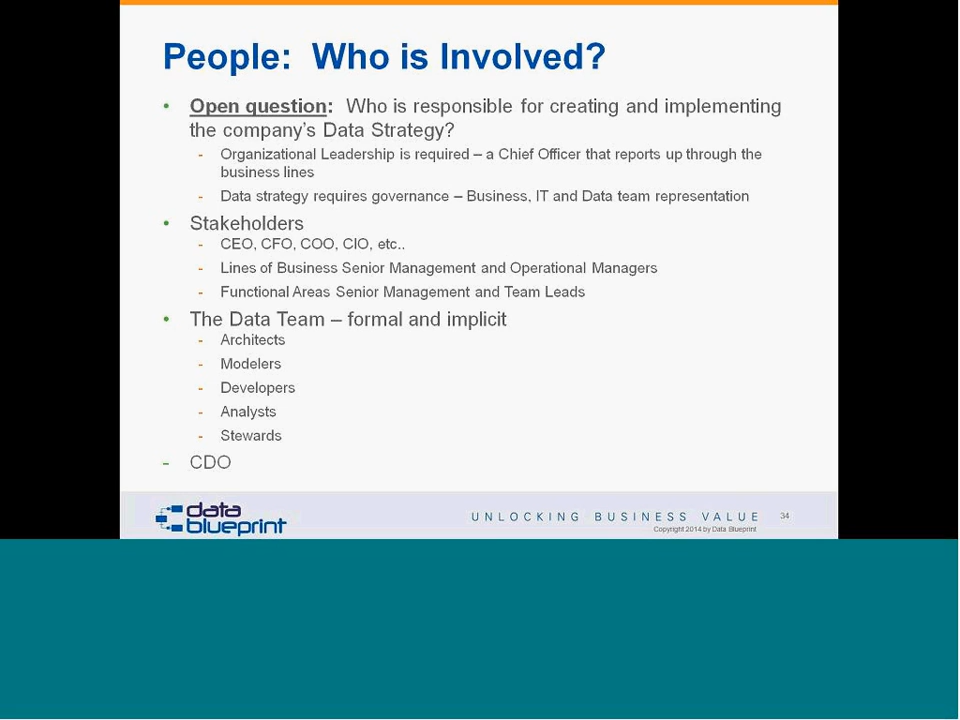 People: Who is Involved?
• Open question: Who is responsible for creating and implementing
the company's Data Strategy?
- Organizational Leadership is required – a Chief Officer that reports up through the
business lines
- Data strategy requires governance – Business, IT and Data team representation
• Stakeholders
- CEO, CFO, COO, CIO, etc..
- Lines of Business Senior Management and Operational Managers
- Functional Areas Senior Management and Team Leads
• The Data Team – formal and implicit
- Architects
- Modelers
- Developers
- Analysts
- Stewards
- CDO
data
blueprint
UNLOCKING BUSINESS VALUE 34
Copyright 2014 by Data Blueprint